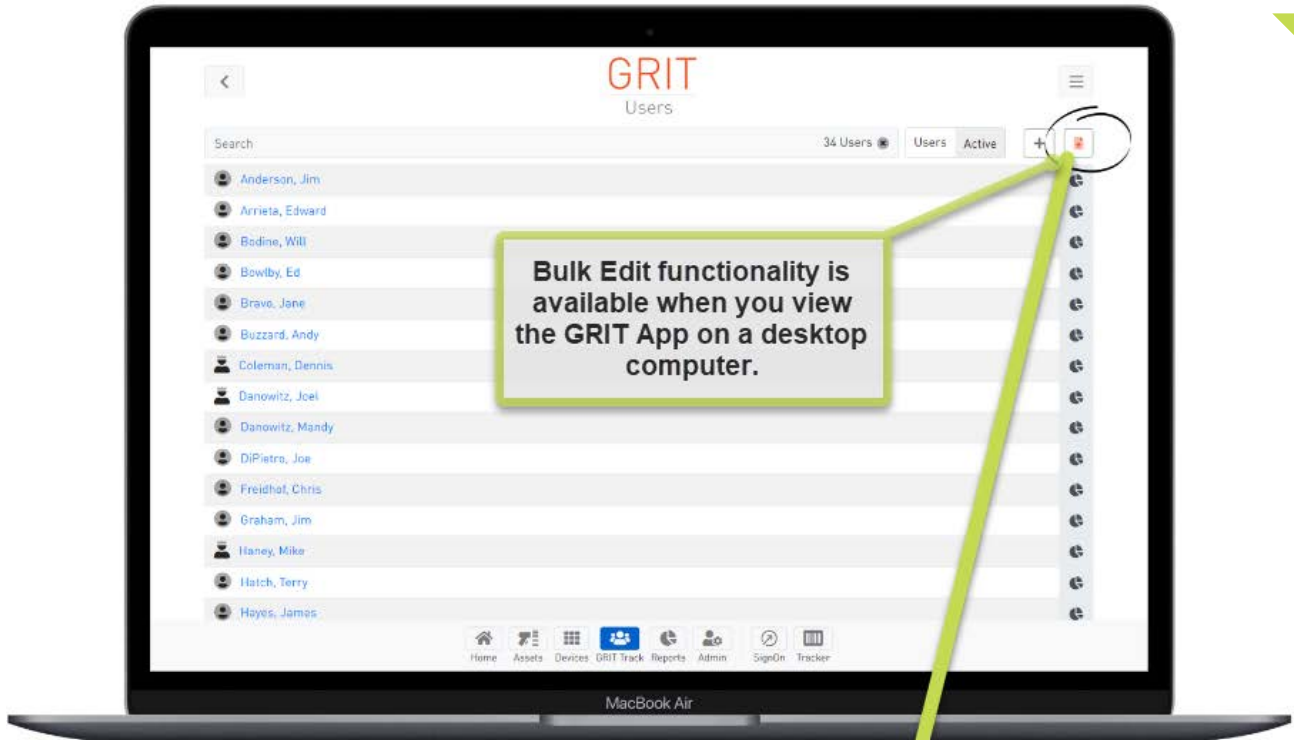 GRIT
Users
Search 34 Users Users Active
Anderson, Jim
Arrieta, Edward
Bodine, Will
Bowlby, Ed
Bravo, Jane
Buzzard, Andy
Coleman, Dennis
Danowitz, Joel
Danowitz, Mandy
DiPietro, Joe
Freidhof, Chris
Graham, Jim
Haney, Mike
Hatch, Terry
Hayes, James
Bulk Edit functionality is
available when you view
the GRIT App on a desktop
computer.
Home Assets Devices GRIT Track Reports Admin SignOn Tracker
MacBook Air